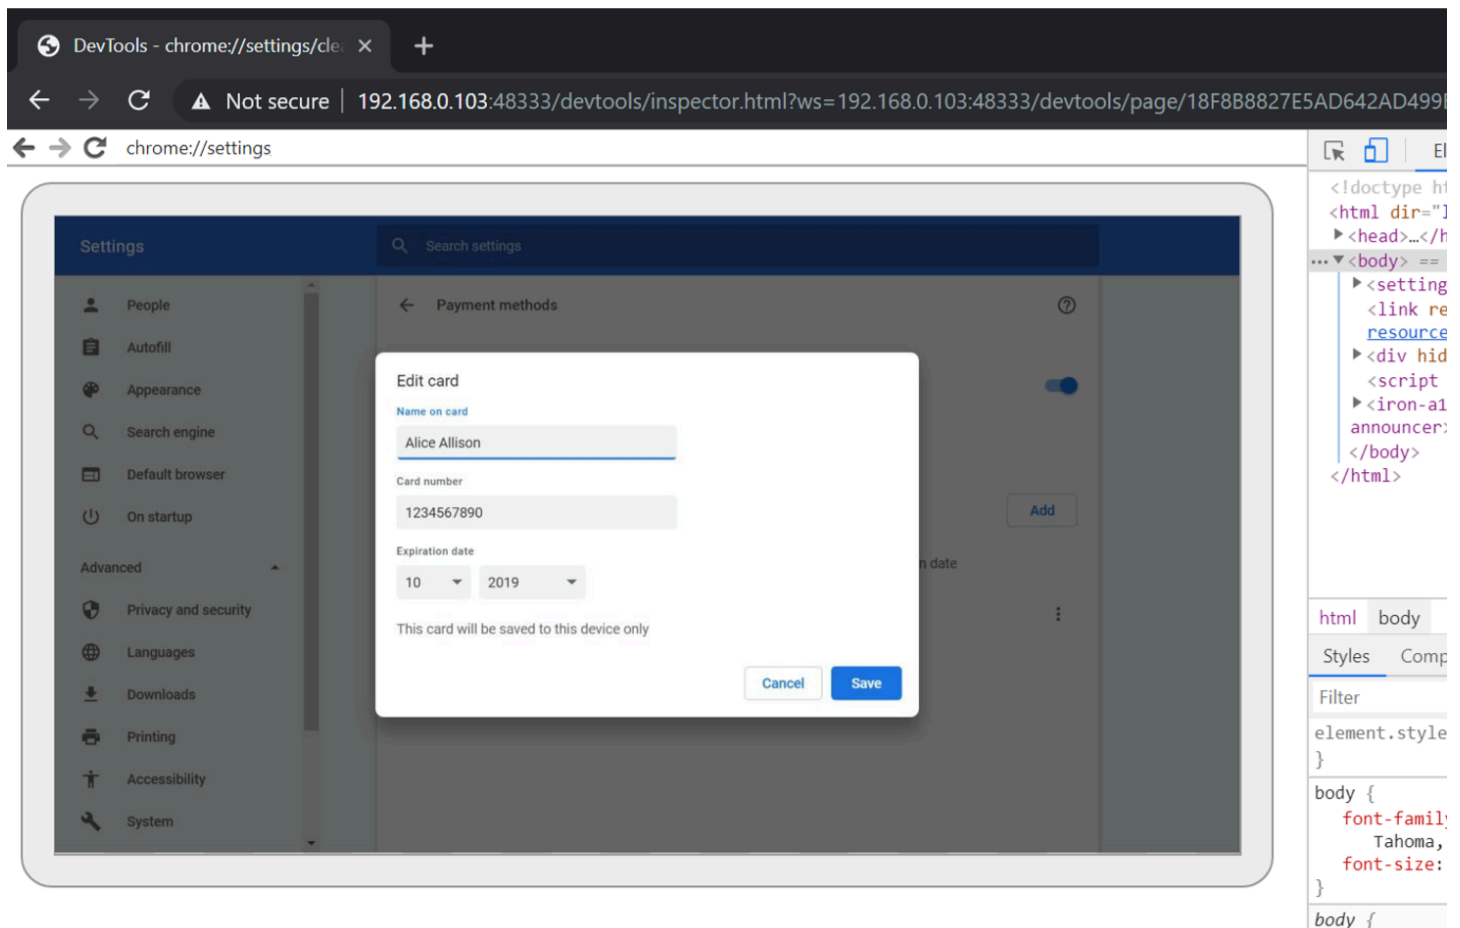 DevTools - chrome://settings/cle
Not secure | 192.168.0.103:48333/devtools/inspector.html?ws=192.168.0.103:48333/devtools/page/18F8B8827E5AD642AD499
chrome://settings
Settings
Search settings
People
Autofill
Appearance
Search engine
Default browser
On startup
Advanced
Privacy and security
Languages
Downloads
Printing
Accessibility
System
Payment methods
Add
n date
Edit card
Name on card
Alice Allison
Card number
1234567890
Expiration date
10 2019
This card will be saved to this device only
Cancel Save
El
<!doctype ht
<html dir="l
<head>…</h
<body> ==
<setting
<link re
resource
<div hid
<script
<iron-a1
announcer>
</body>
</html>
html body
Styles Comp
Filter
element.style
}
body {
font-family
Tahoma,
font-size:
}
body {